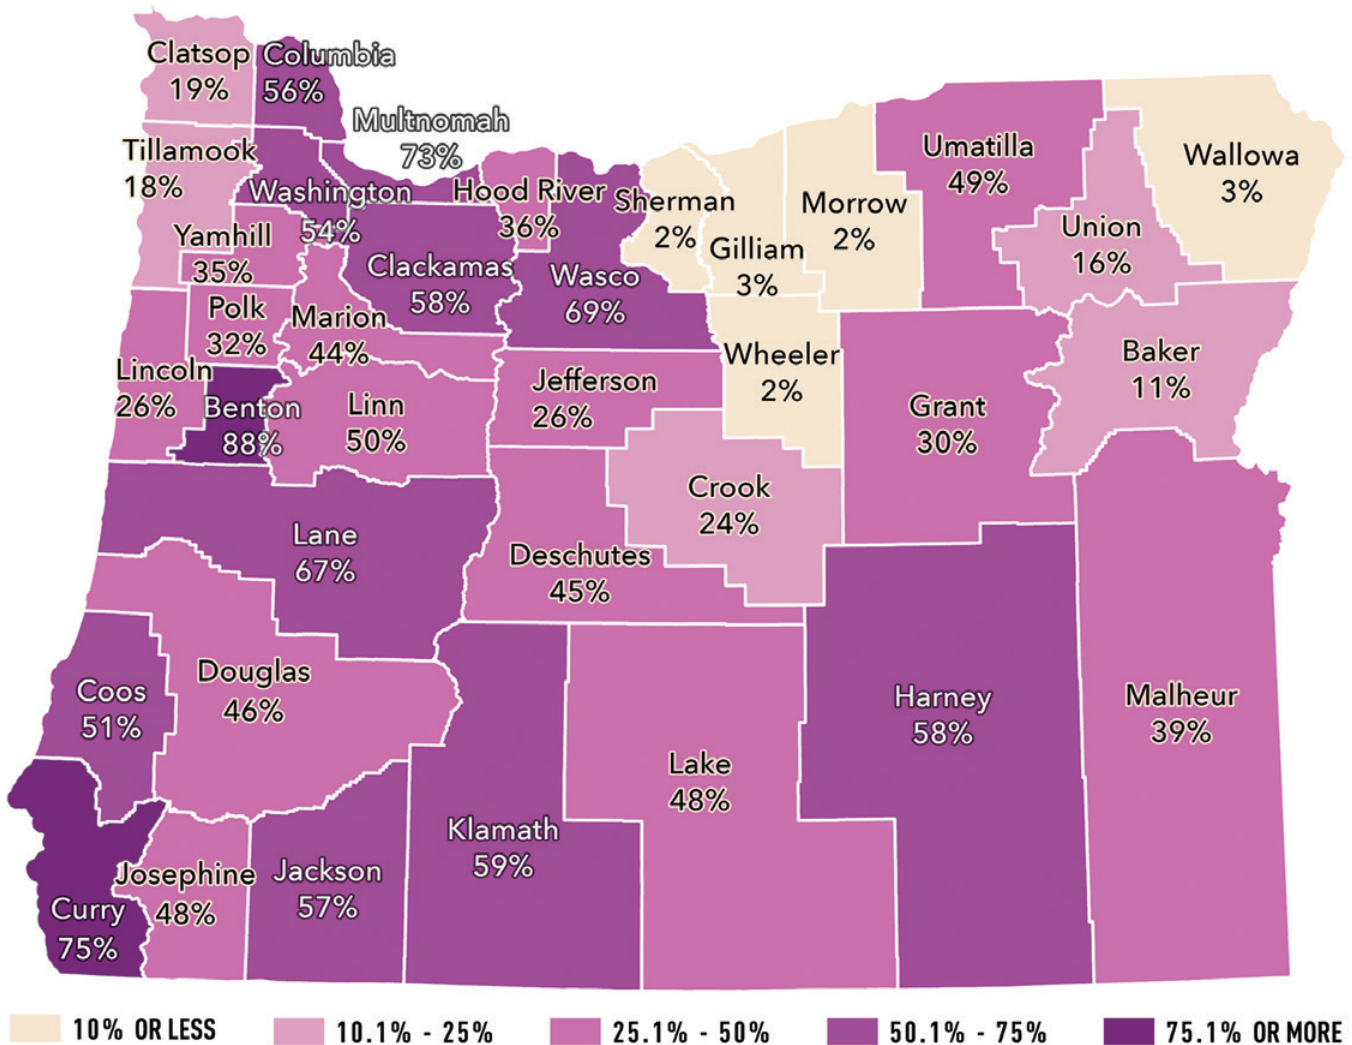 Clatsop
19%
Columbia
56%
Multnomah
73%
Tillamook
18%
Washington
54%
Hood River
36%
Sherman
2%
Gilliam
3%
Morrow
2%
Umatilla
49%
Union
16%
Wallowa
3%
Yamhill
35%
Clackamas
58%
Wasco
69%
Polk
32%
Marion
44%
Lincoln
26%
Benton
88%
Linn
50%
Jefferson
26%
Wheeler
2%
Grant
30%
Baker
11%
Crook
24%
Lane
67%
Deschutes
45%
Coos
51%
Douglas
46%
Harney
58%
Malheur
39%
Lake
48%
Klamath
59%
Jackson
57%
Josephine
48%
Curry
75%
10% OR LESS
10.1% - 25%
25.1% - 50%
50.1% - 75%
75.1% OR MORE